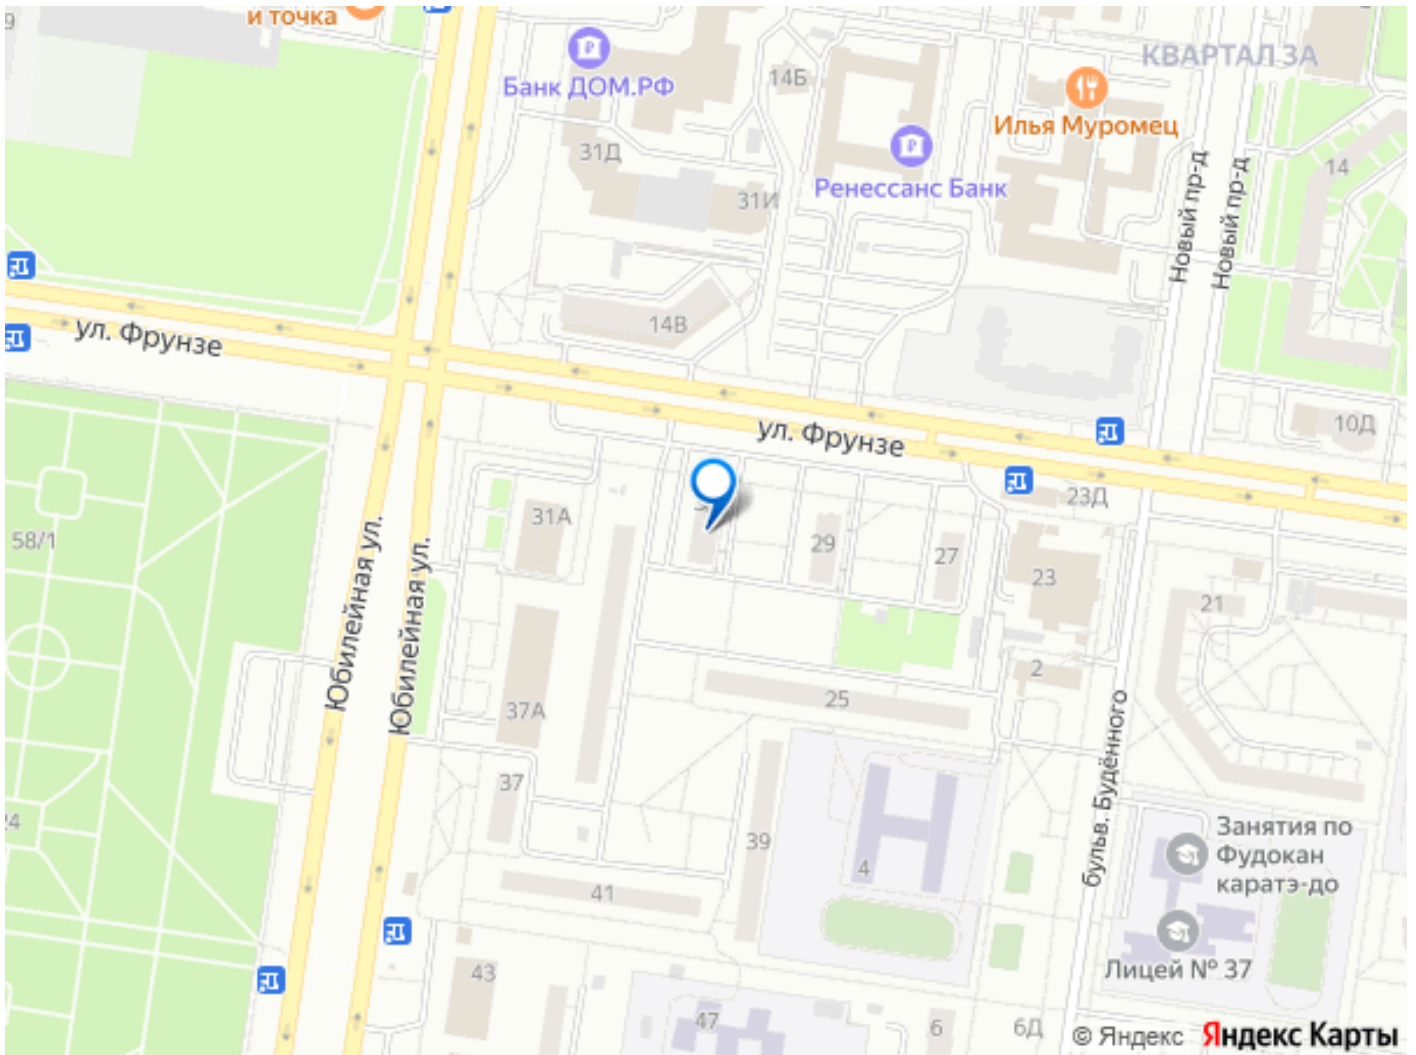 9
и точка
Банк ДОМ.РФ
14Б
КВАРТАЛ 3А
Илья Муромец
31Д
Ренессанс Банк
31И
14
Новый пр-д
Новый пр-д
14В
ул. Фрунзе
ул. Фрунзе
10Д
23Д
31А
58/1
29
27
23
21
Юбилейная ул.
Юбилейная ул.
2
25
37А
бульв. Будённого
37
24
39
4
Занятия по
Фудокан
каратэ-до
41
Лицей № 37
43
47
6
6Д
© Яндекс
Яндекс Карты